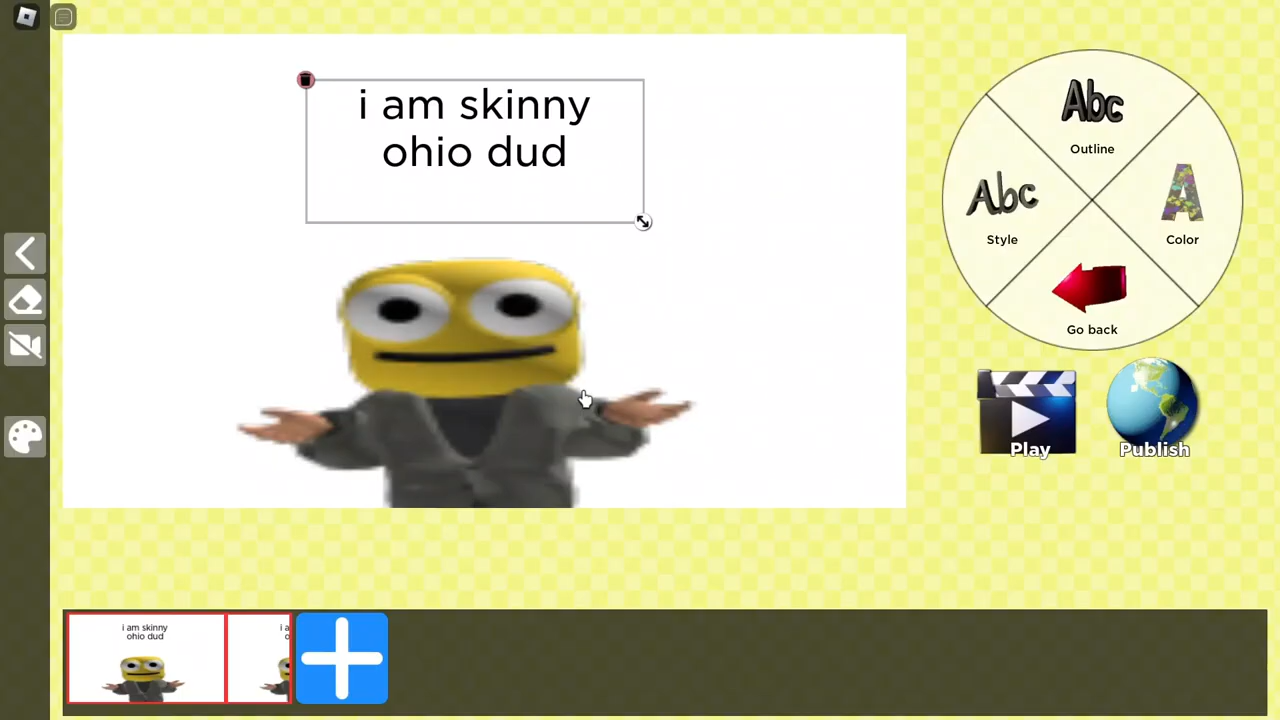 i am skinny
ohio dud
Abc
Outline
Abc
Style
A
Color
Go back
Play
Publish
i am skinny
ohio dud
i a
o